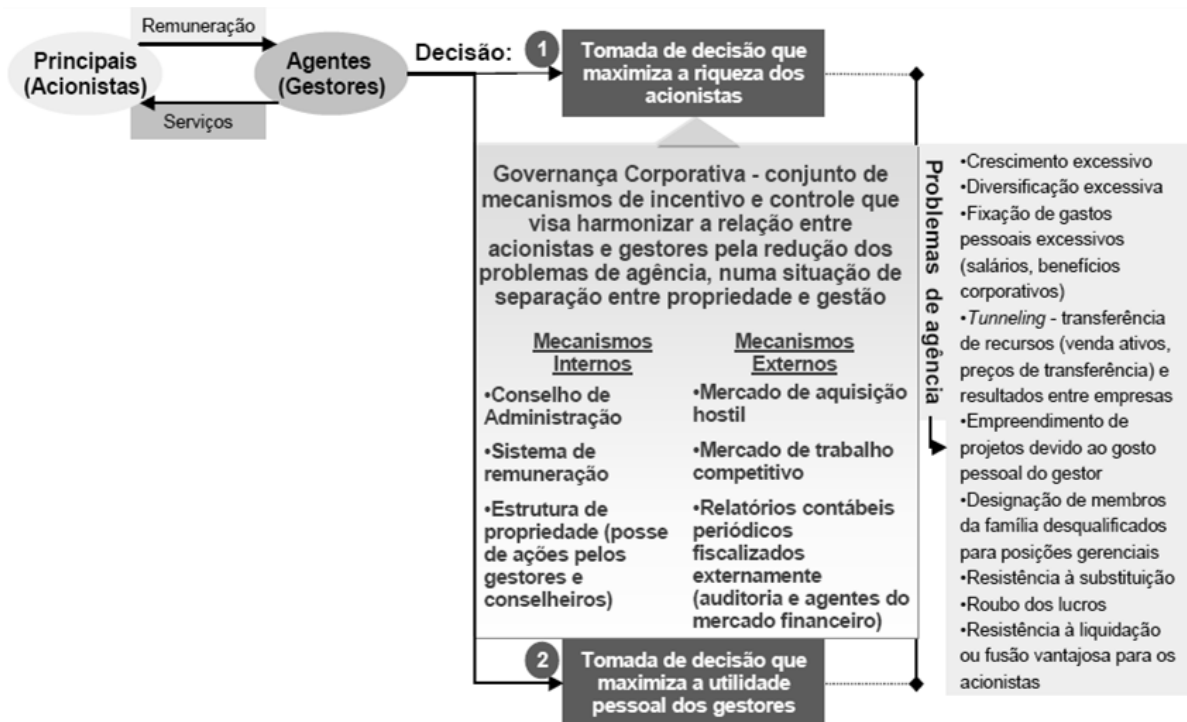 Remuneração
Principais
(Acionistas)
Agentes
(Gestores)
Serviços
Decisão:
1
Tomada de decisão que
maximiza a riqueza dos
acionistas
Governança Corporativa - conjunto de
mecanismos de incentivo e controle que
visa harmonizar a relação entre
acionistas e gestores pela redução dos
problemas de agência, numa situação de
separação entre propriedade e gestão
Mecanismos
Internos
•Conselho de
Administração
•Sistema de
remuneração
•Estrutura de
propriedade (posse
de ações pelos
gestores e
conselheiros)
Mecanismos
Externos
•Mercado de aquisição
hostil
•Mercado de trabalho
competitivo
•Relatórios contábeis
periódicos
fiscalizados
externamente
(auditoria e agentes do
mercado financeiro)
2
Tomada de decisão que
maximiza a utilidade
pessoal dos gestores
Problemas de agência
•Crescimento excessivo
•Diversificação excessiva
•Fixação de gastos
pessoais excessivos
(salários, benefícios
corporativos)
•Tunneling - transferência
de recursos (venda ativos,
preços de transferência) e
resultados entre empresas
•Empreendimento de
projetos devido ao gosto
pessoal do gestor
•Designação de membros
da família desqualificados
para posições gerenciais
•Resistência à substituição
•Roubo dos lucros
•Resistência à liquidação
ou fusão vantajosa para os
acionistas